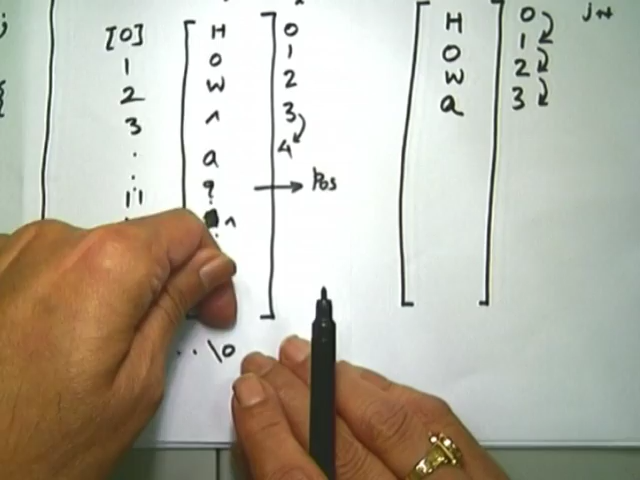 [0] H 0 H 0 j++
1 O 1 O 1
2 W 2 W 2
3 ^ 3 a 3
. a 4
. ? → Pos
^
.. \0